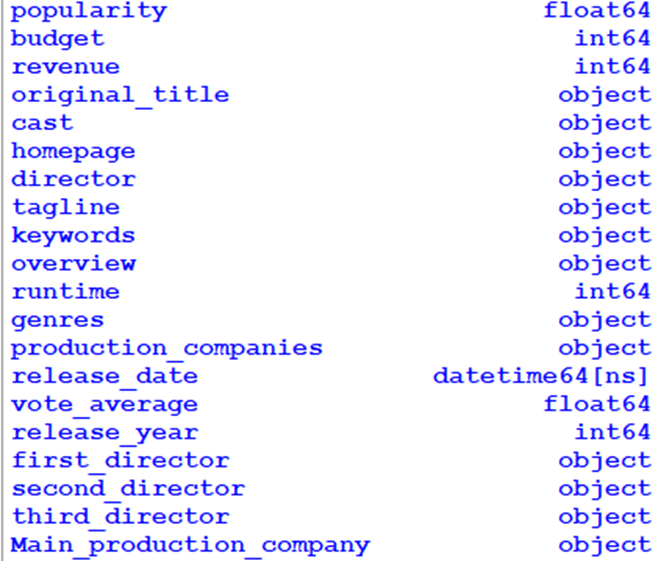 popularity float64
budget int64
revenue int64
original_title object
cast object
homepage object
director object
tagline object
keywords object
overview object
runtime int64
genres object
production_companies object
release_date datetime64[ns]
vote_average float64
release_year int64
first_director object
second_director object
third_director object
Main_production_company object